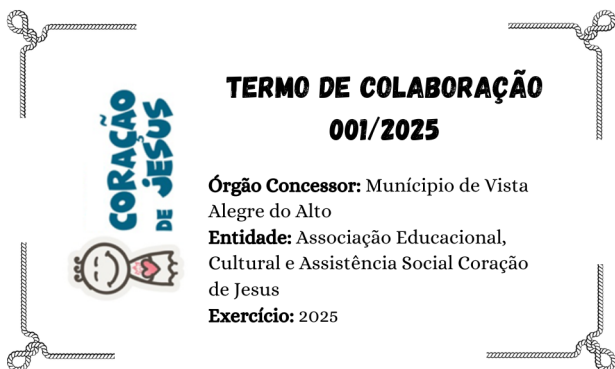 CORAÇÃO
DE JESUS
TERMO DE COLABORAÇÃO
001/2025
Órgão Concessor: Munícipio de Vista
Alegre do Alto
Entidade: Associação Educacional,
Cultural e Assistência Social Coração
de Jesus
Exercício: 2025